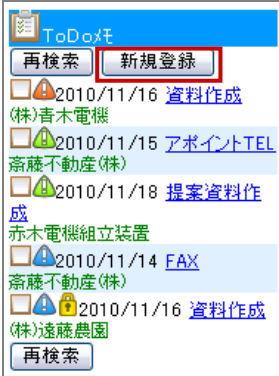 ToDoメモ
再検索 新規登録
2010/11/16 資料作成
(株)青木電機
2010/11/15 アポイントTEL
斎藤不動産(株)
2010/11/18 提案資料作
成
赤木電機組立装置
2010/11/14 FAX
斎藤不動産(株)
2010/11/16 資料作成
(株)遠藤農園
再検索